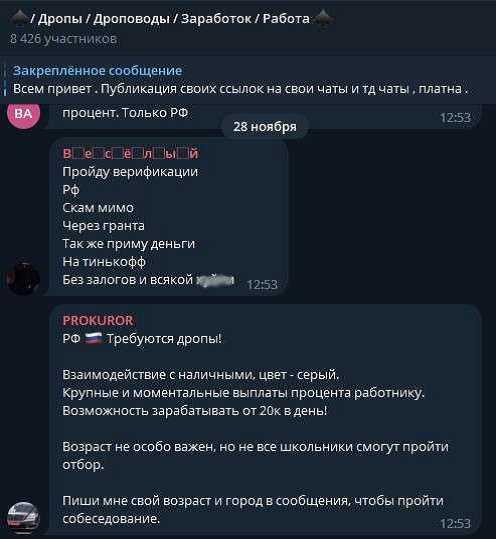 / Дропы / Дроповоды / Заработок / Работа
8 426 участников
Закреплённое сообщение
Всем привет . Публикация своих ссылок на свои чаты и тд чаты , платна .
ВА
процент. Только РФ
12:53
28 ноября
В□е□с□ё□л□ы□й
Пройду верификации
Рф
Скам мимо
Через гранта
Так же приму деньги
На тинькофф
Без залогов и всякой
12:53
PROKUROR
РФ 🇷🇺 Требуются дропы!
Взаимодействие с наличными, цвет - серый.
Крупные и моментальные выплаты процента работнику.
Возможность зарабатывать от 20к в день!
Возраст не особо важен, но не все школьники смогут пройти
отбор.
Пиши мне свой возраст и город в сообщения, чтобы пройти
собеседование.
12:53